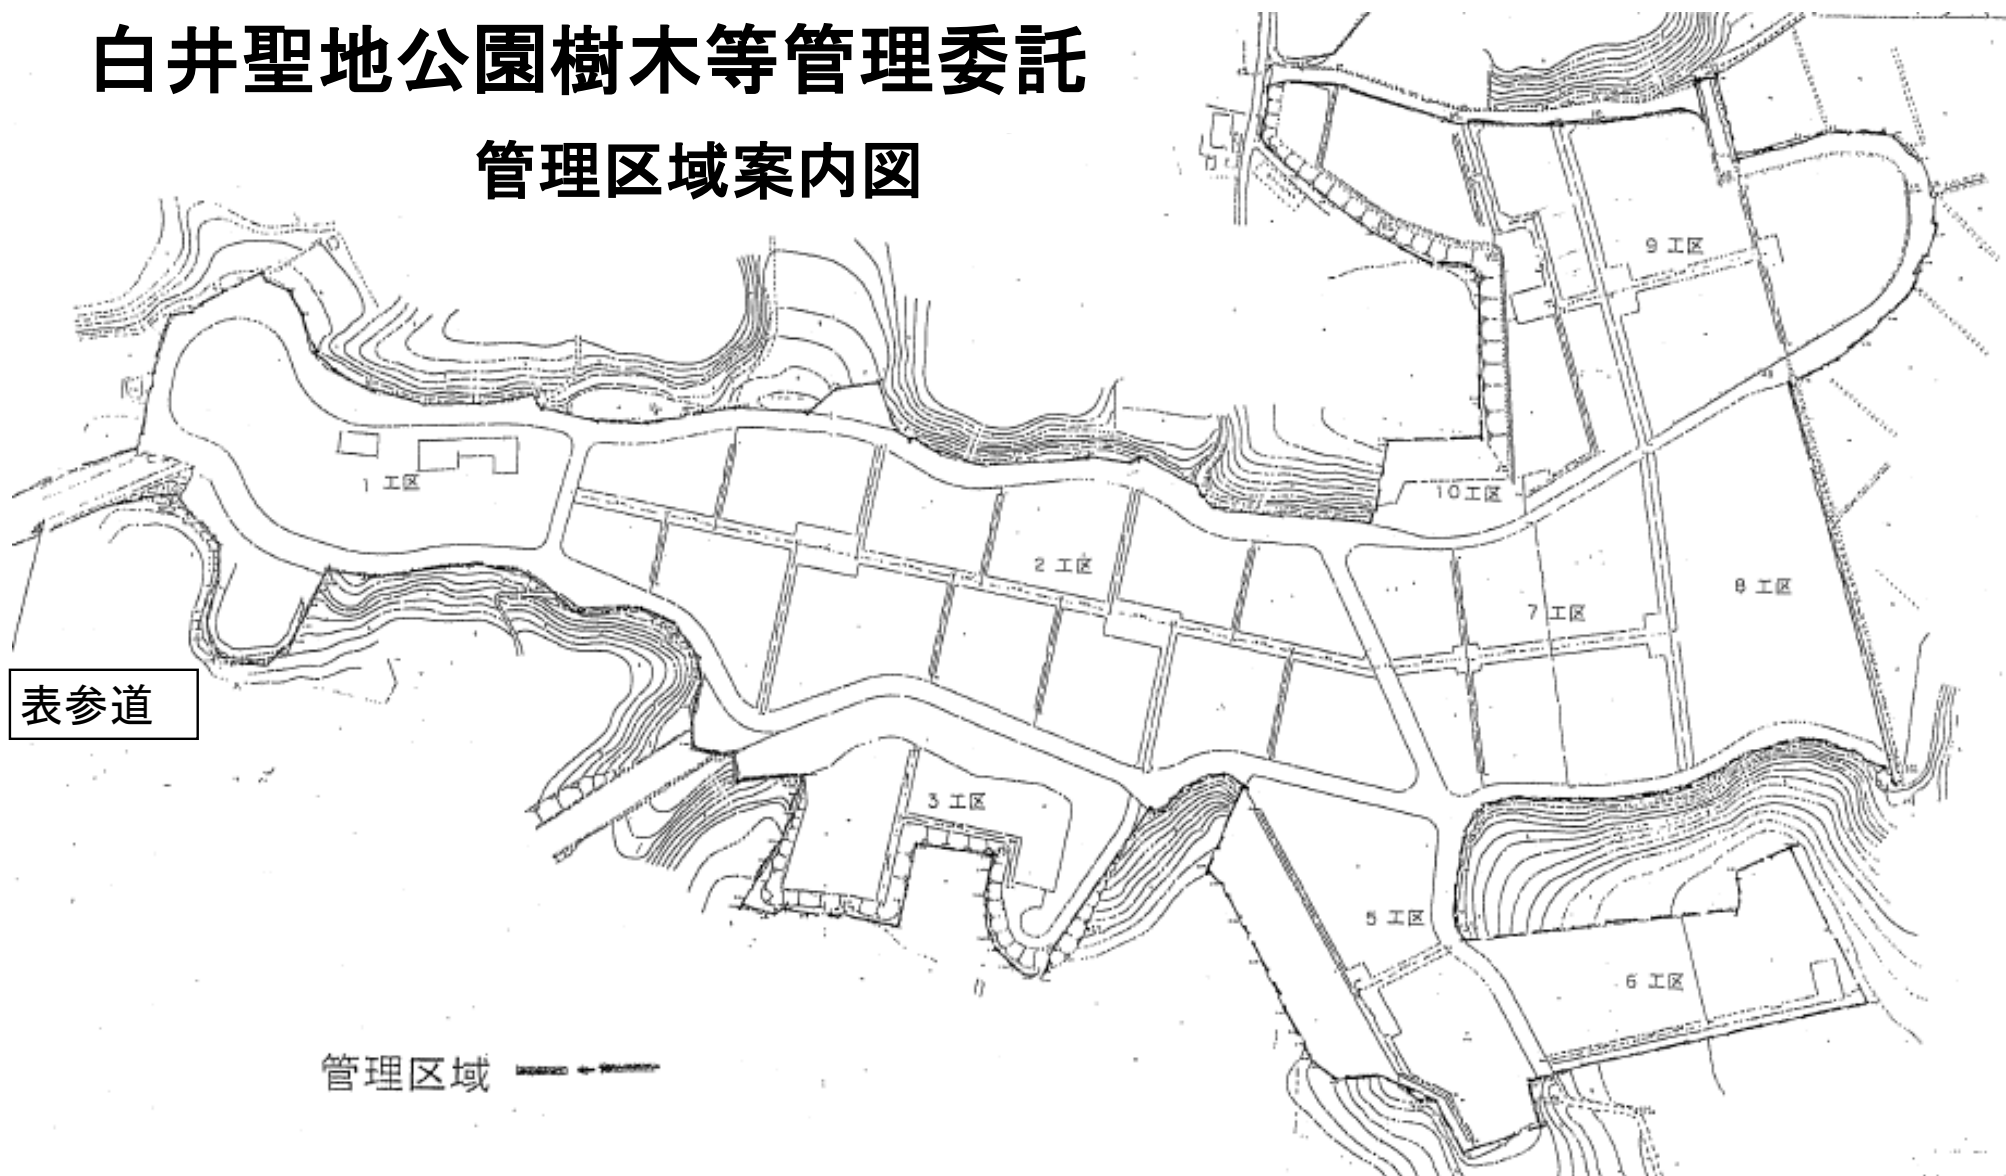 白井聖地公園樹木等管理委託
管理区域案内図
9 工区
1 工区
10工区
2 工区
8 工区
7 工区
表参道
3 工区
5 工区
6 工区
管理区域